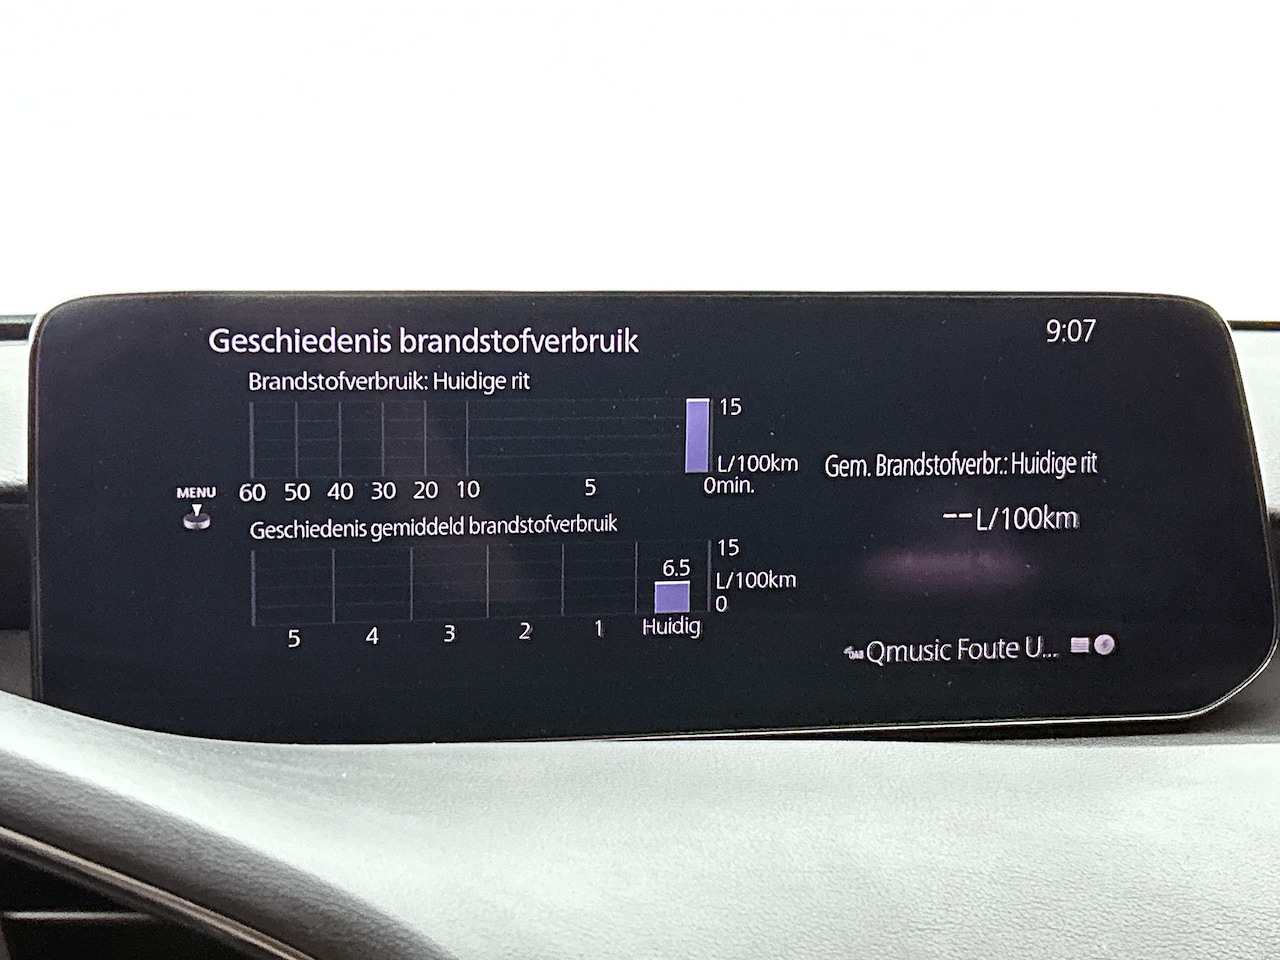 Geschiedenis brandstofverbruik
9:07
Brandstofverbruik: Huidige rit
15
L/100km
60 50 40 30 20 10 5 0min.
MENU
Gem. Brandstofverbr.: Huidige rit
--L/100km
Geschiedenis gemiddeld brandstofverbruik
15
6.5
L/100km
0
5 4 3 2 1 Huidig
Qmusic Foute U...